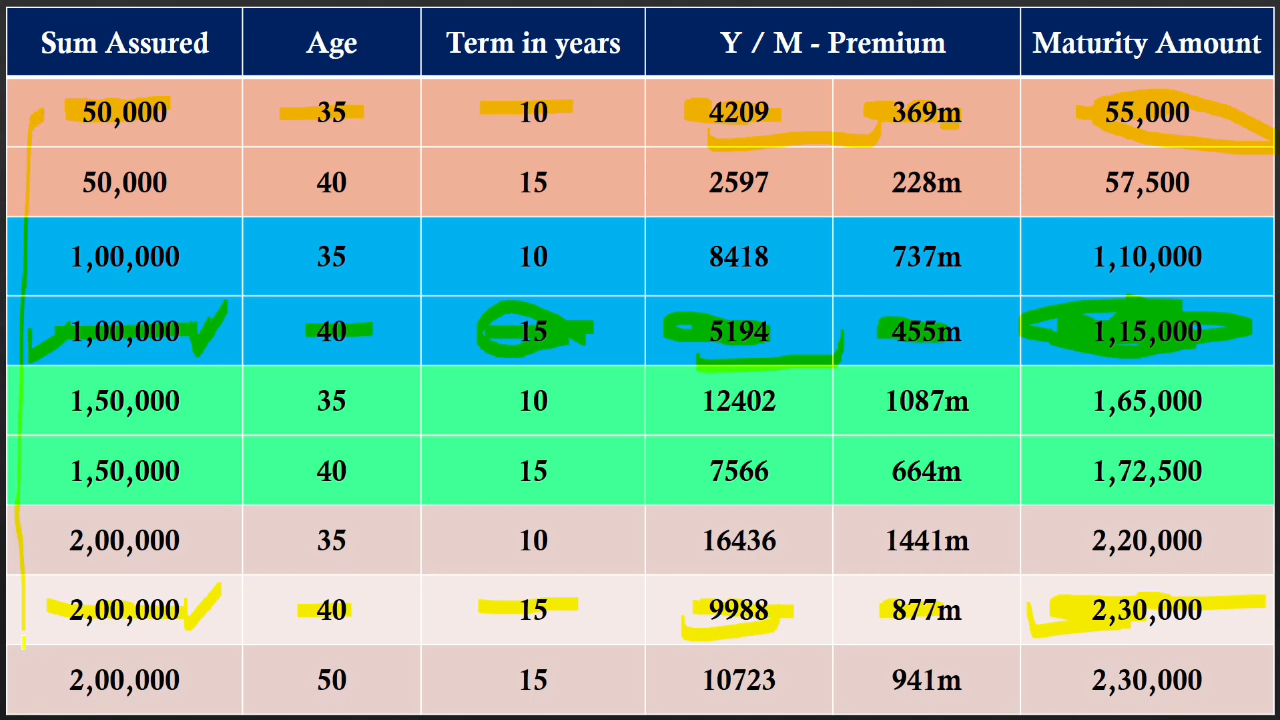 Sum Assured Age Term in years Y / M - Premium Maturity Amount
50,000 35 10 4209 369m 55,000
50,000 40 15 2597 228m 57,500
1,00,000 35 10 8418 737m 1,10,000
1,00,000 40 15 5194 455m 1,15,000
1,50,000 35 10 12402 1087m 1,65,000
1,50,000 40 15 7566 664m 1,72,500
2,00,000 35 10 16436 1441m 2,20,000
2,00,000 40 15 9988 877m 2,30,000
2,00,000 50 15 10723 941m 2,30,000